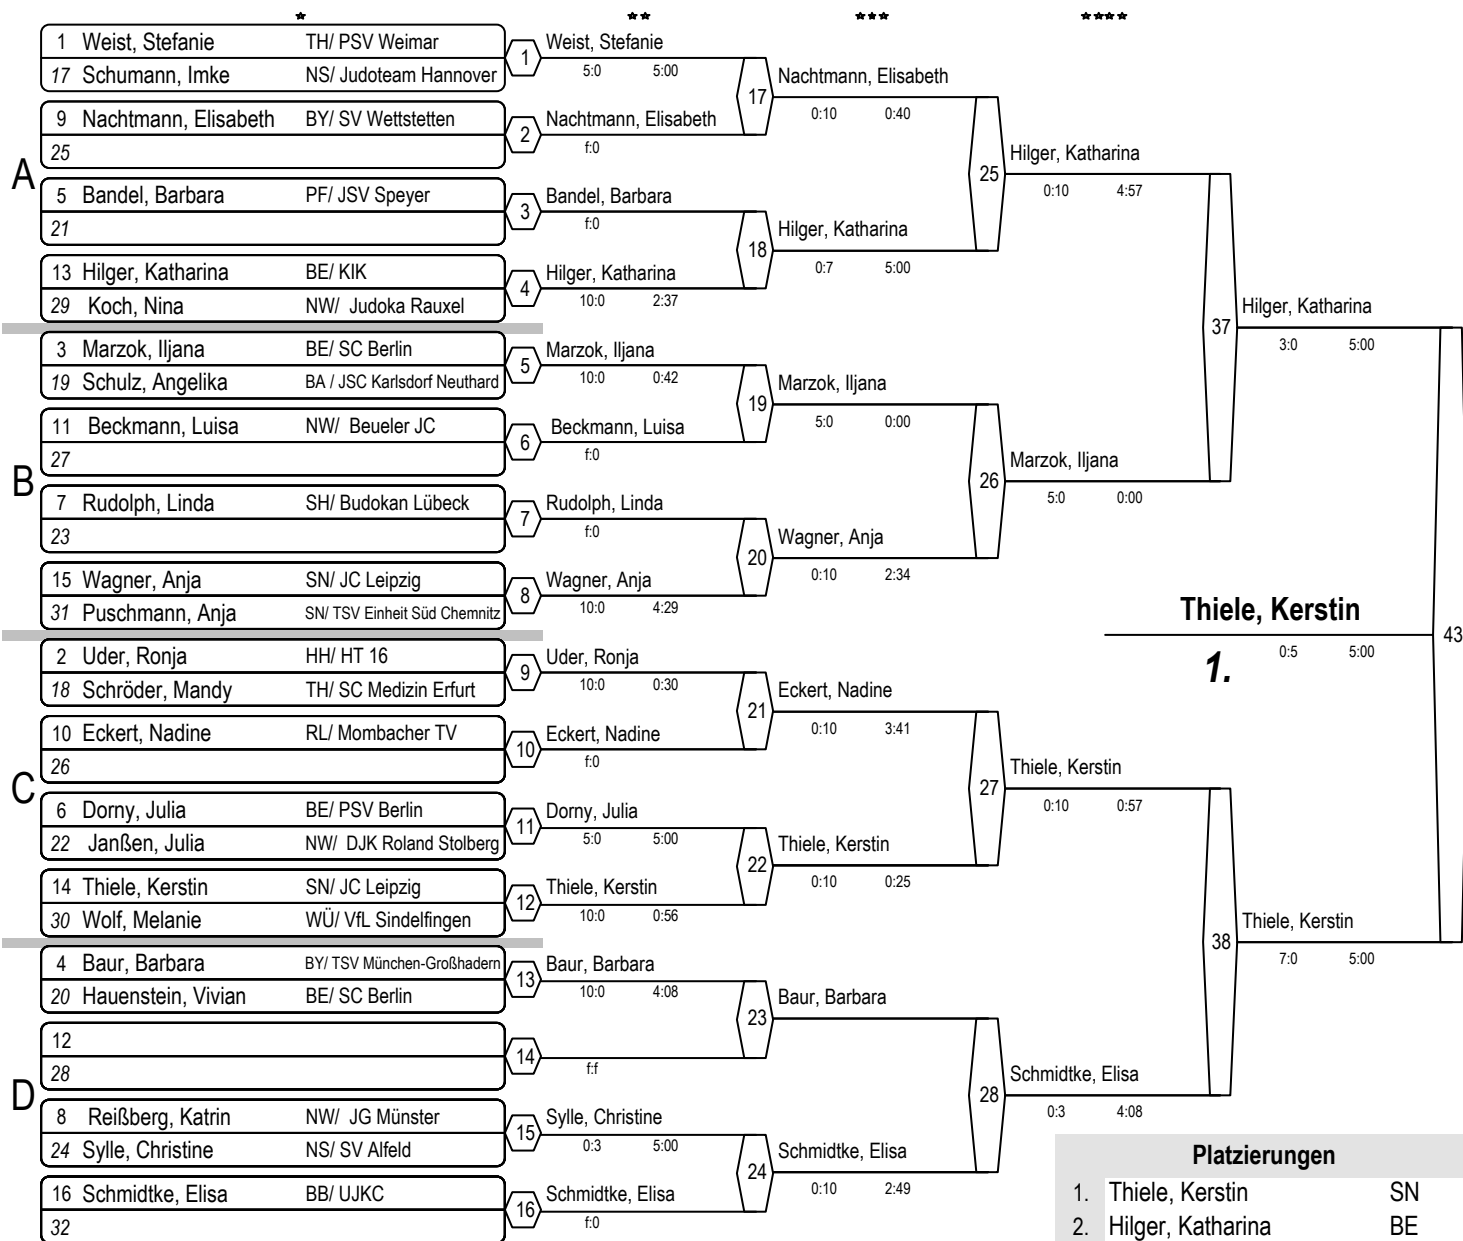 * ** *** ****
A
1 Weist, Stefanie TH/ PSV Weimar
17 Schumann, Imke NS/ Judoteam Hannover
9 Nachtmann, Elisabeth BY/ SV Wettstetten
25
5 Bandel, Barbara PF/ JSV Speyer
21
13 Hilger, Katharina BE/ KIK
29 Koch, Nina NW/ Judoka Rauxel
B
3 Marzok, Iljana BE/ SC Berlin
19 Schulz, Angelika BA / JSC Karlsdorf Neuthard
11 Beckmann, Luisa NW/ Beueler JC
27
7 Rudolph, Linda SH/ Budokan Lübeck
23
15 Wagner, Anja SN/ JC Leipzig
31 Puschmann, Anja SN/ TSV Einheit Süd Chemnitz
C
2 Uder, Ronja HH/ HT 16
18 Schröder, Mandy TH/ SC Medizin Erfurt
10 Eckert, Nadine RL/ Mombacher TV
26
6 Dorny, Julia BE/ PSV Berlin
22 Janßen, Julia NW/ DJK Roland Stolberg
14 Thiele, Kerstin SN/ JC Leipzig
30 Wolf, Melanie WÜ/ VfL Sindelfingen
D
4 Baur, Barbara BY/ TSV München-Großhadern
20 Hauenstein, Vivian BE/ SC Berlin
12
28
8 Reißberg, Katrin NW/ JG Münster
24 Sylle, Christine NS/ SV Alfeld
16 Schmidtke, Elisa BB/ UJKC
32
1 Weist, Stefanie
5:0 5:00
2 Nachtmann, Elisabeth
f:0
3 Bandel, Barbara
f:0
4 Hilger, Katharina
10:0 2:37
5 Marzok, Iljana
10:0 0:42
6 Beckmann, Luisa
f:0
7 Rudolph, Linda
f:0
8 Wagner, Anja
10:0 4:29
9 Uder, Ronja
10:0 0:30
10 Eckert, Nadine
f:0
11 Dorny, Julia
5:0 5:00
12 Thiele, Kerstin
10:0 0:56
13 Baur, Barbara
10:0 4:08
14
f:f
15 Sylle, Christine
0:3 5:00
16 Schmidtke, Elisa
f:0
17 Nachtmann, Elisabeth
0:10 0:40
18 Hilger, Katharina
0:7 5:00
19 Marzok, Iljana
5:0 0:00
20 Wagner, Anja
0:10 2:34
21 Eckert, Nadine
0:10 3:41
22 Thiele, Kerstin
0:10 0:25
23 Baur, Barbara
24 Schmidtke, Elisa
0:10 2:49
25 Hilger, Katharina
0:10 4:57
26 Marzok, Iljana
5:0 0:00
27 Thiele, Kerstin
0:10 0:57
28 Schmidtke, Elisa
0:3 4:08
37 Hilger, Katharina
3:0 5:00
38 Thiele, Kerstin
7:0 5:00
43 Thiele, Kerstin
1. 0:5 5:00
Platzierungen
1. Thiele, Kerstin SN
2. Hilger, Katharina BE